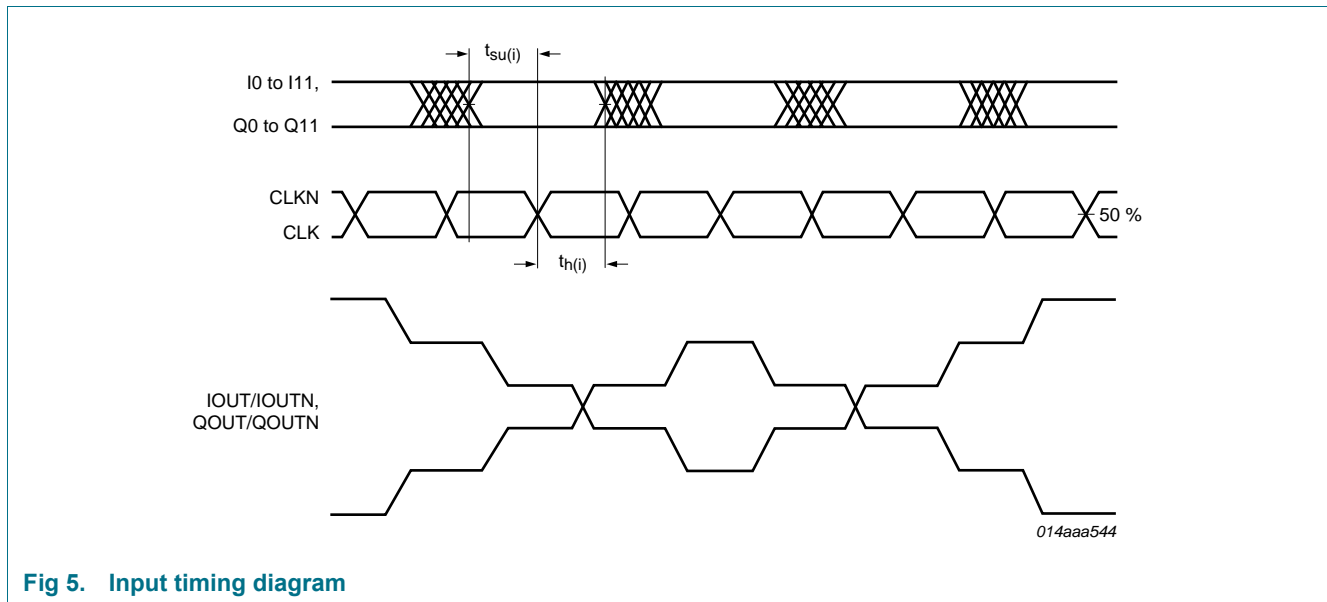 tsu(i)
I0 to I11,
Q0 to Q11
CLKN
CLK
50 %
th(i)
IOUT/IOUTN,
QOUT/QOUTN
014aaa544
Fig 5. Input timing diagram